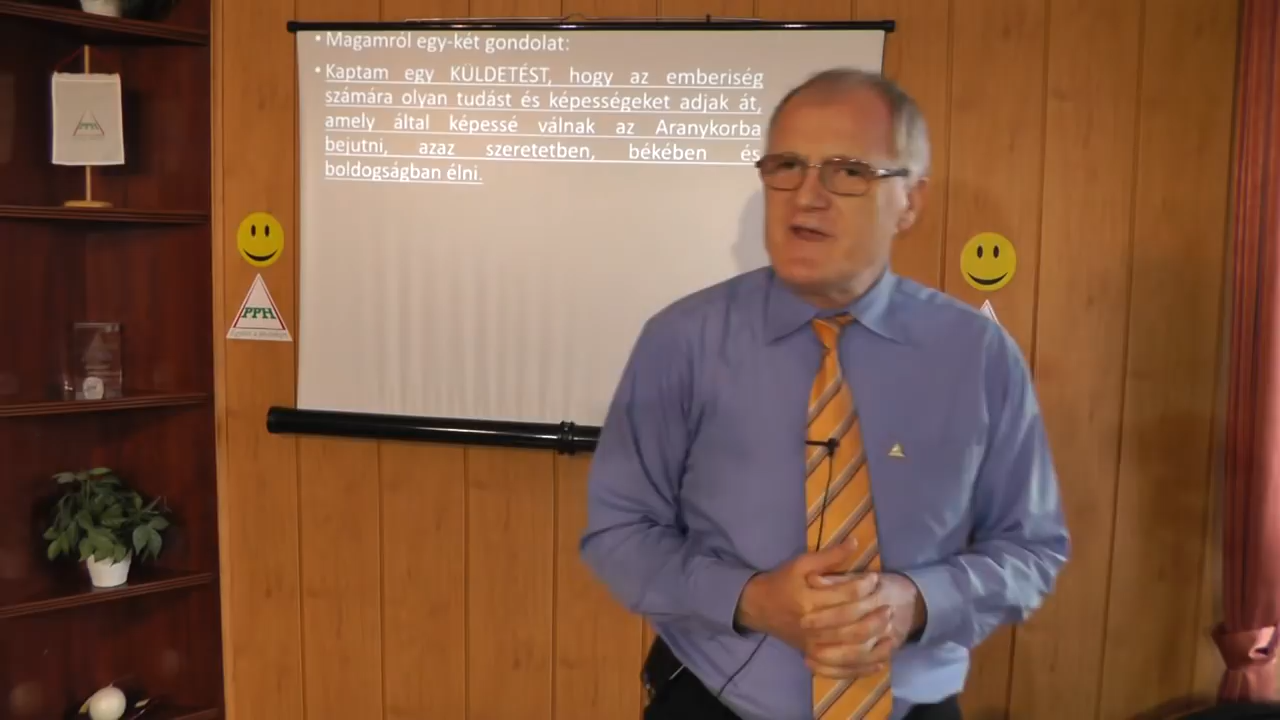 • Magamról egy-két gondolat:
• Kaptam egy KÜLDETÉST, hogy az emberiség
számára olyan tudást és képességeket adjak át,
amely által képessé válnak az Aranykorba
bejutni, azaz szeretetben, békében és
boldogságban élni.
PPH
PPH